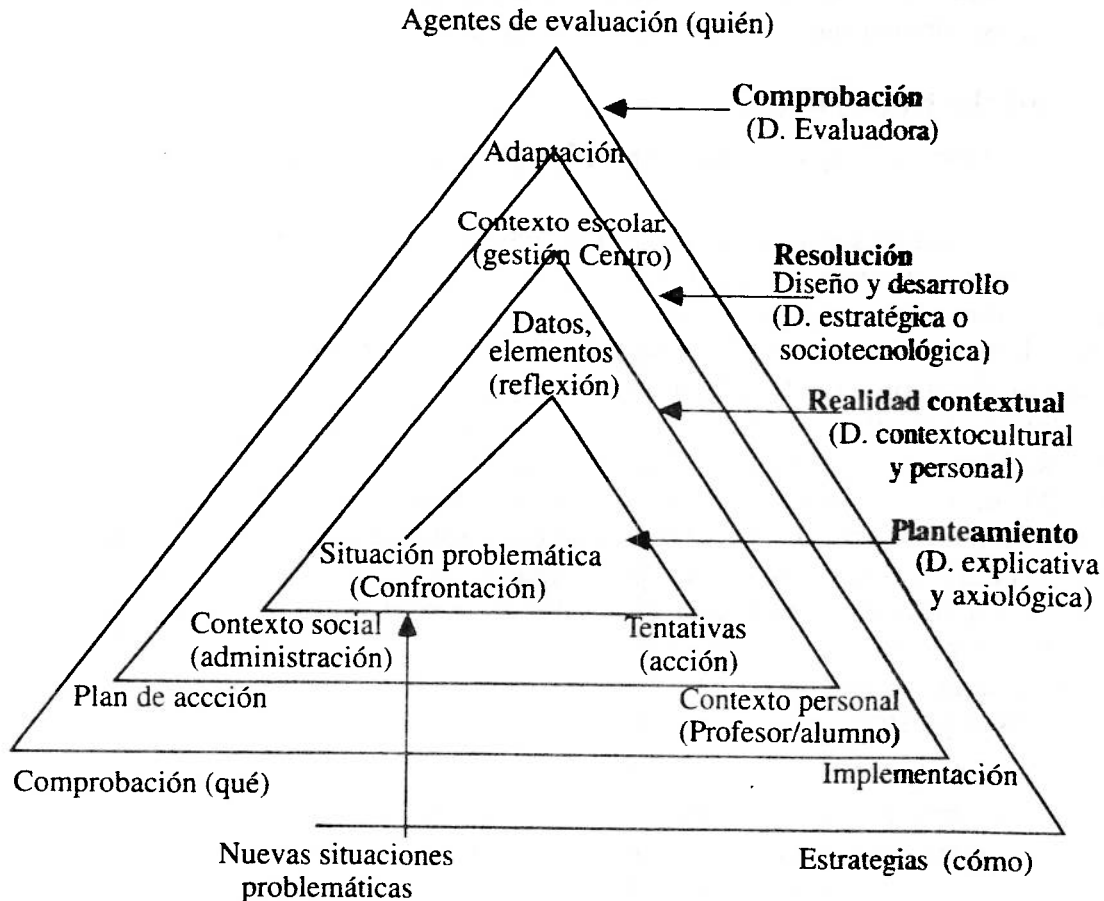 Agentes de evaluación (quién)
Comprobación
(D. Evaluadora)
Adaptación
Contexto escolar.
(gestión Centro)
Resolución
Diseño y desarrollo
(D. estratégica o
sociotecnológica)
Datos,
elementos
(reflexión)
Realidad contextual
(D. contextocultural
y personal)
Planteamiento
(D. explicativa
y axiológica)
Situación problemática
(Confrontación)
Contexto social
(administración)
Tentativas
(acción)
Plan de accción
Contexto personal
(Profesor/alumno)
Comprobación (qué)
Implementación
Nuevas situaciones
problemáticas
Estrategias (cómo)